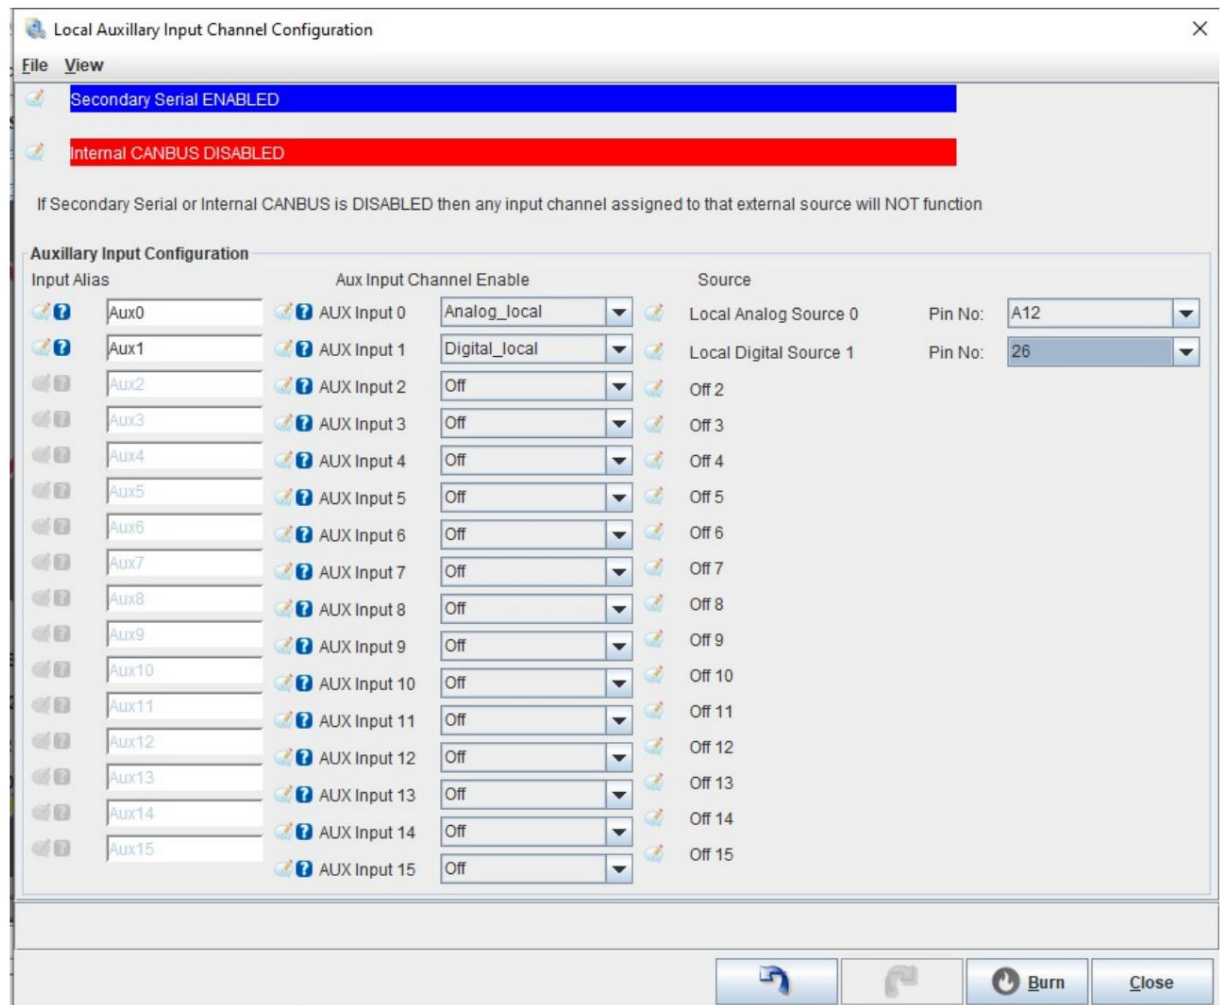 Local Auxillary Input Channel Configuration
File View
Secondary Serial ENABLED
Internal CANBUS DISABLED
If Secondary Serial or Internal CANBUS is DISABLED then any input channel assigned to that external source will NOT function
Auxillary Input Configuration
Input Alias Aux Input Channel Enable Source
Aux0 AUX Input 0 Analog_local Local Analog Source 0 Pin No: A12
Aux1 AUX Input 1 Digital_local Local Digital Source 1 Pin No: 26
Aux2 AUX Input 2 Off Off 2
Aux3 AUX Input 3 Off Off 3
Aux4 AUX Input 4 Off Off 4
Aux5 AUX Input 5 Off Off 5
Aux6 AUX Input 6 Off Off 6
Aux7 AUX Input 7 Off Off 7
Aux8 AUX Input 8 Off Off 8
Aux9 AUX Input 9 Off Off 9
Aux10 AUX Input 10 Off Off 10
Aux11 AUX Input 11 Off Off 11
Aux12 AUX Input 12 Off Off 12
Aux13 AUX Input 13 Off Off 13
Aux14 AUX Input 14 Off Off 14
Aux15 AUX Input 15 Off Off 15
Burn Close